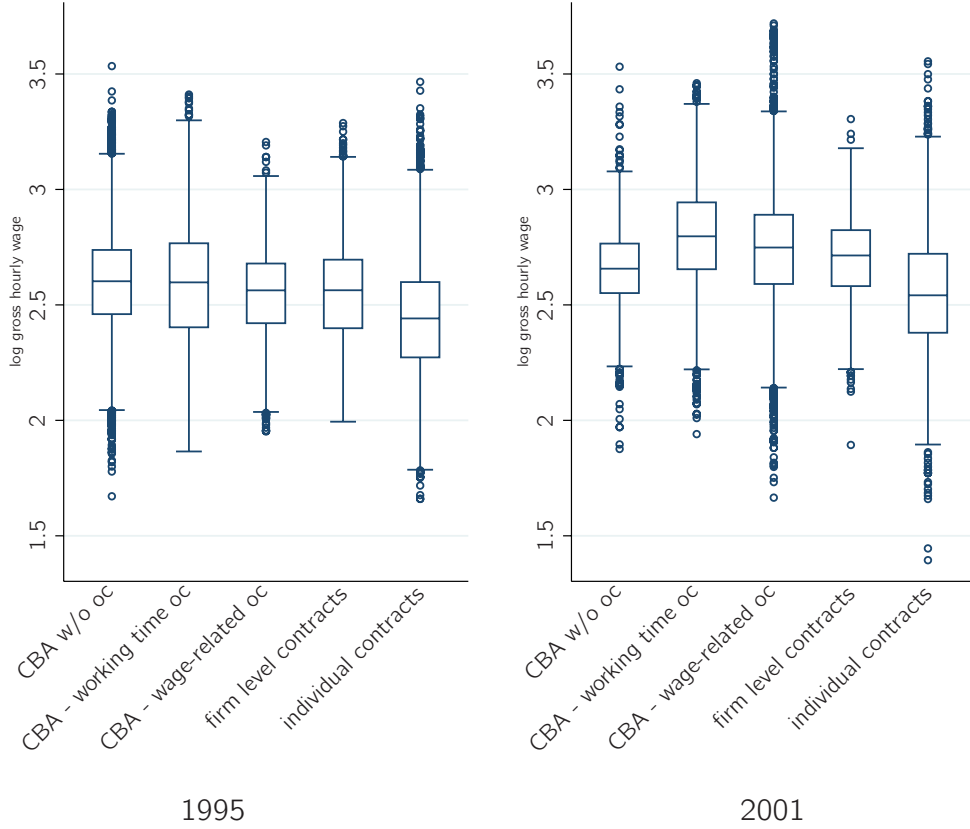 log gross hourly wage
3.5
3
2.5
2
1.5
CBA w/o oc
CBA - working time oc
CBA - wage-related oc
firm level contracts
individual contracts
1995
log gross hourly wage
3.5
3
2.5
2
1.5
CBA w/o oc
CBA - working time oc
CBA - wage-related oc
firm level contracts
individual contracts
2001